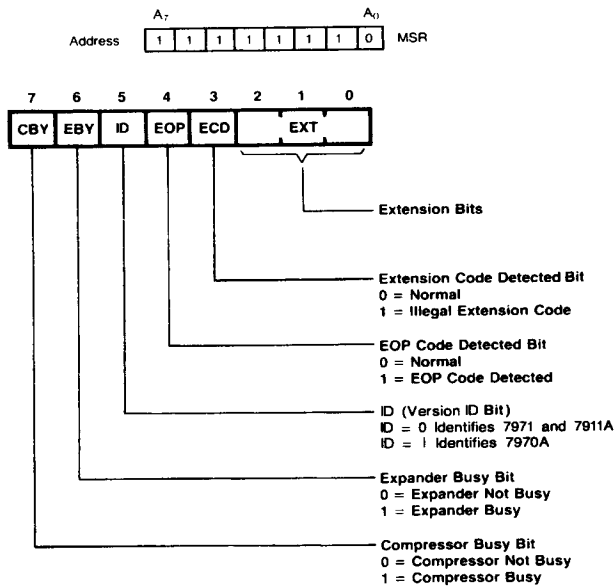 A7 A0
Address 1 1 1 1 1 1 1 0 MSR
7 6 5 4 3 2 1 0
CBY EBY ID EOP ECD EXT
Extension Bits
Extension Code Detected Bit
0 = Normal
1 = Illegal Extension Code
EOP Code Detected Bit
0 = Normal
1 = EOP Code Detected
ID (Version ID Bit)
ID = 0 Identifies 7971 and 7911A
ID = I Identifies 7970A
Expander Busy Bit
0 = Expander Not Busy
1 = Expander Busy
Compressor Busy Bit
0 = Compressor Not Busy
1 = Compressor Busy